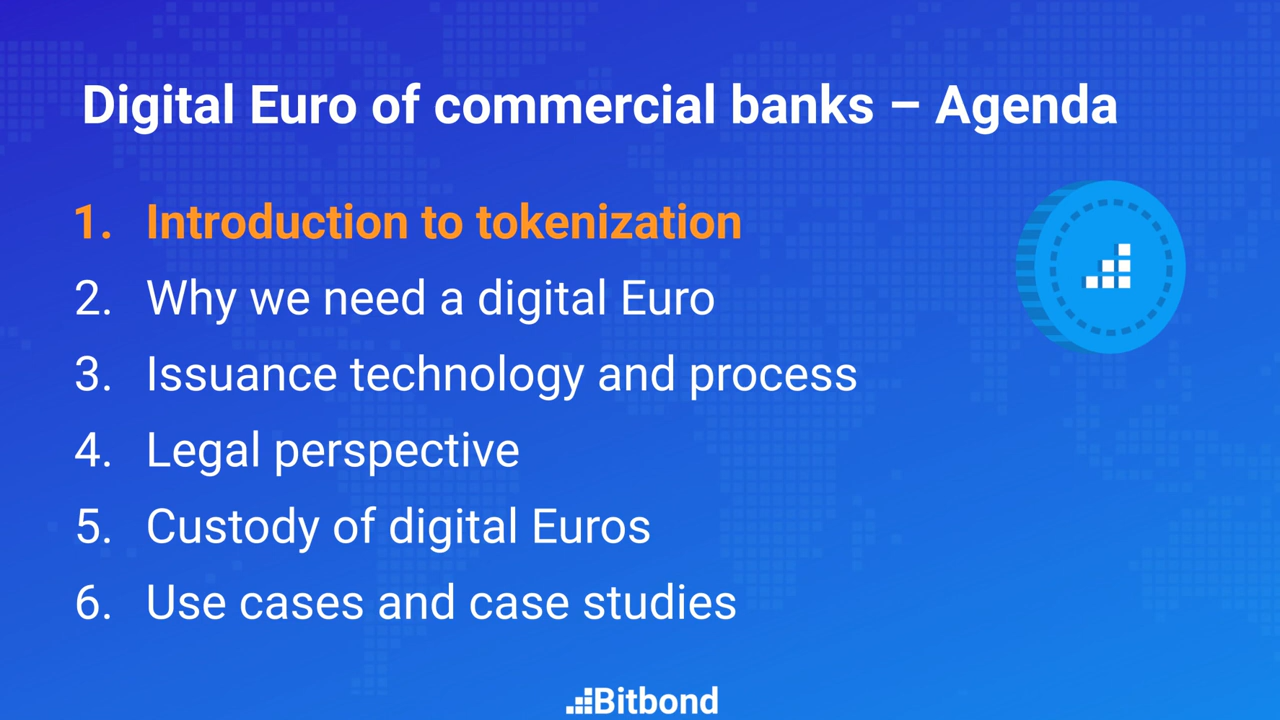 Digital Euro of commercial banks – Agenda
1. Introduction to tokenization
2. Why we need a digital Euro
3. Issuance technology and process
4. Legal perspective
5. Custody of digital Euros
6. Use cases and case studies
Bitbond